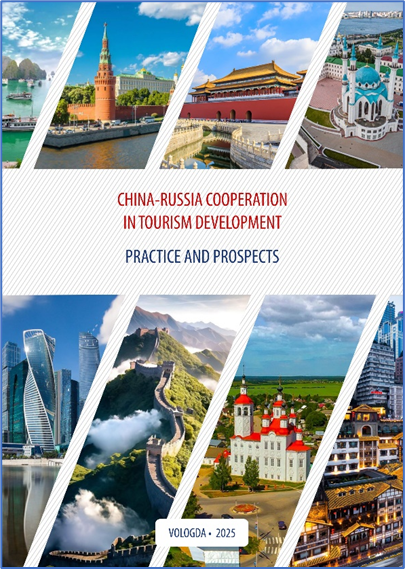 CHINA-RUSSIA COOPERATION
IN TOURISM DEVELOPMENT
PRACTICE AND PROSPECTS
VOLOGDA • 2025